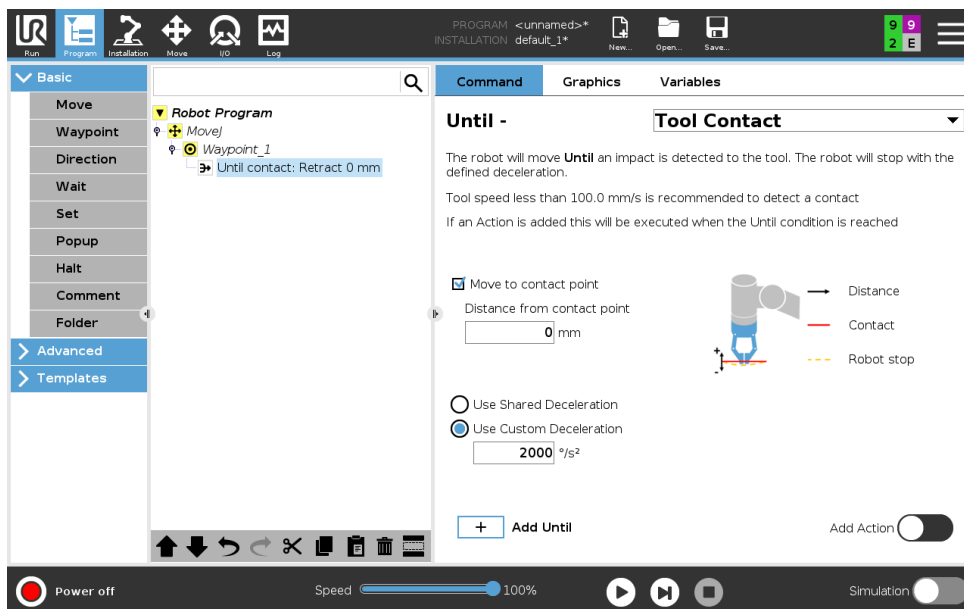 UR
Run
Program
Installation
Move
I/O
Log
PROGRAM <unnamed>*
INSTALLATION default_1*
New...
Open...
Save...
9 9
2 E
Basic
Move
Waypoint
Direction
Wait
Set
Popup
Halt
Comment
Folder
Advanced
Templates
Robot Program
MoveJ
Waypoint_1
Until contact: Retract 0 mm
Command Graphics Variables
Until - Tool Contact
The robot will move Until an impact is detected to the tool. The robot will stop with the
defined deceleration.
Tool speed less than 100.0 mm/s is recommended to detect a contact
If an Action is added this will be executed when the Until condition is reached
Move to contact point
Distance from contact point
0 mm
+
-
Distance
Contact
Robot stop
Use Shared Deceleration
Use Custom Deceleration
2000 °/s²
+ Add Until
Add Action
Power off
Speed 100%
Simulation